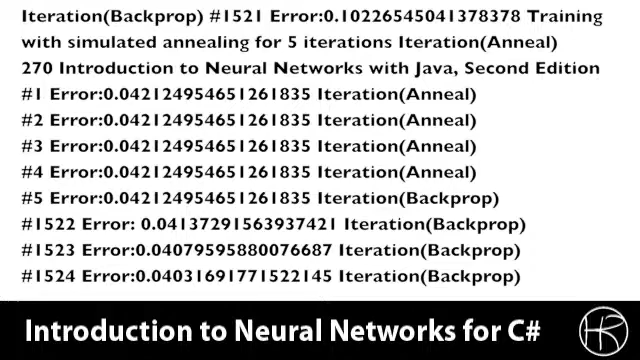 Iteration(Backprop) #1521 Error:0.10226545041378378 Training
with simulated annealing for 5 iterations Iteration(Anneal)
270 Introduction to Neural Networks with Java, Second Edition
#1 Error:0.042124954651261835 Iteration(Anneal)
#2 Error:0.042124954651261835 Iteration(Anneal)
#3 Error:0.042124954651261835 Iteration(Anneal)
#4 Error:0.042124954651261835 Iteration(Anneal)
#5 Error:0.042124954651261835 Iteration(Backprop)
#1522 Error: 0.04137291563937421 Iteration(Backprop)
#1523 Error:0.04079595880076687 Iteration(Backprop)
#1524 Error:0.04031691771522145 Iteration(Backprop)
Introduction to Neural Networks for C#